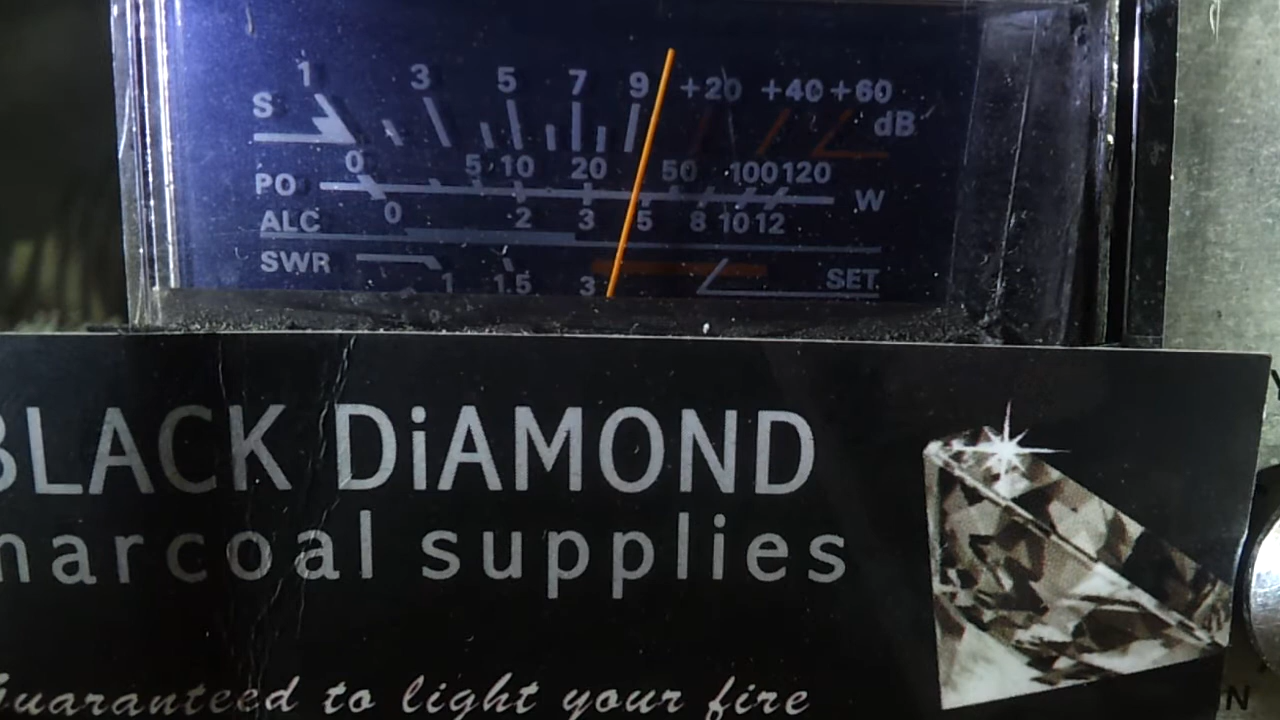 1 3 5 7 9 +20 +40 +60
S dB
0 5 10 20 50 100 120
PO W
ALC 0 2 3 5 8 10 12
SWR 1 1.5 3 SET
BLACK DiAMOND
harcoal supplies
guaranteed to light your fire
N